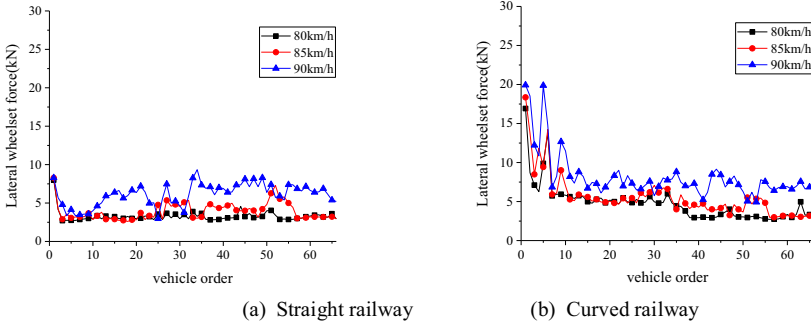 30
25
20
15
10
5
0
Lateral wheelset force(kN)
80km/h
85km/h
90km/h
0 10 20 30 40 50 60
vehicle order
30
25
20
15
10
5
0
Lateral wheelset force(kN)
80km/h
85km/h
90km/h
0 10 20 30 40 50 60
vehicle order
(a) Straight railway (b) Curved railway